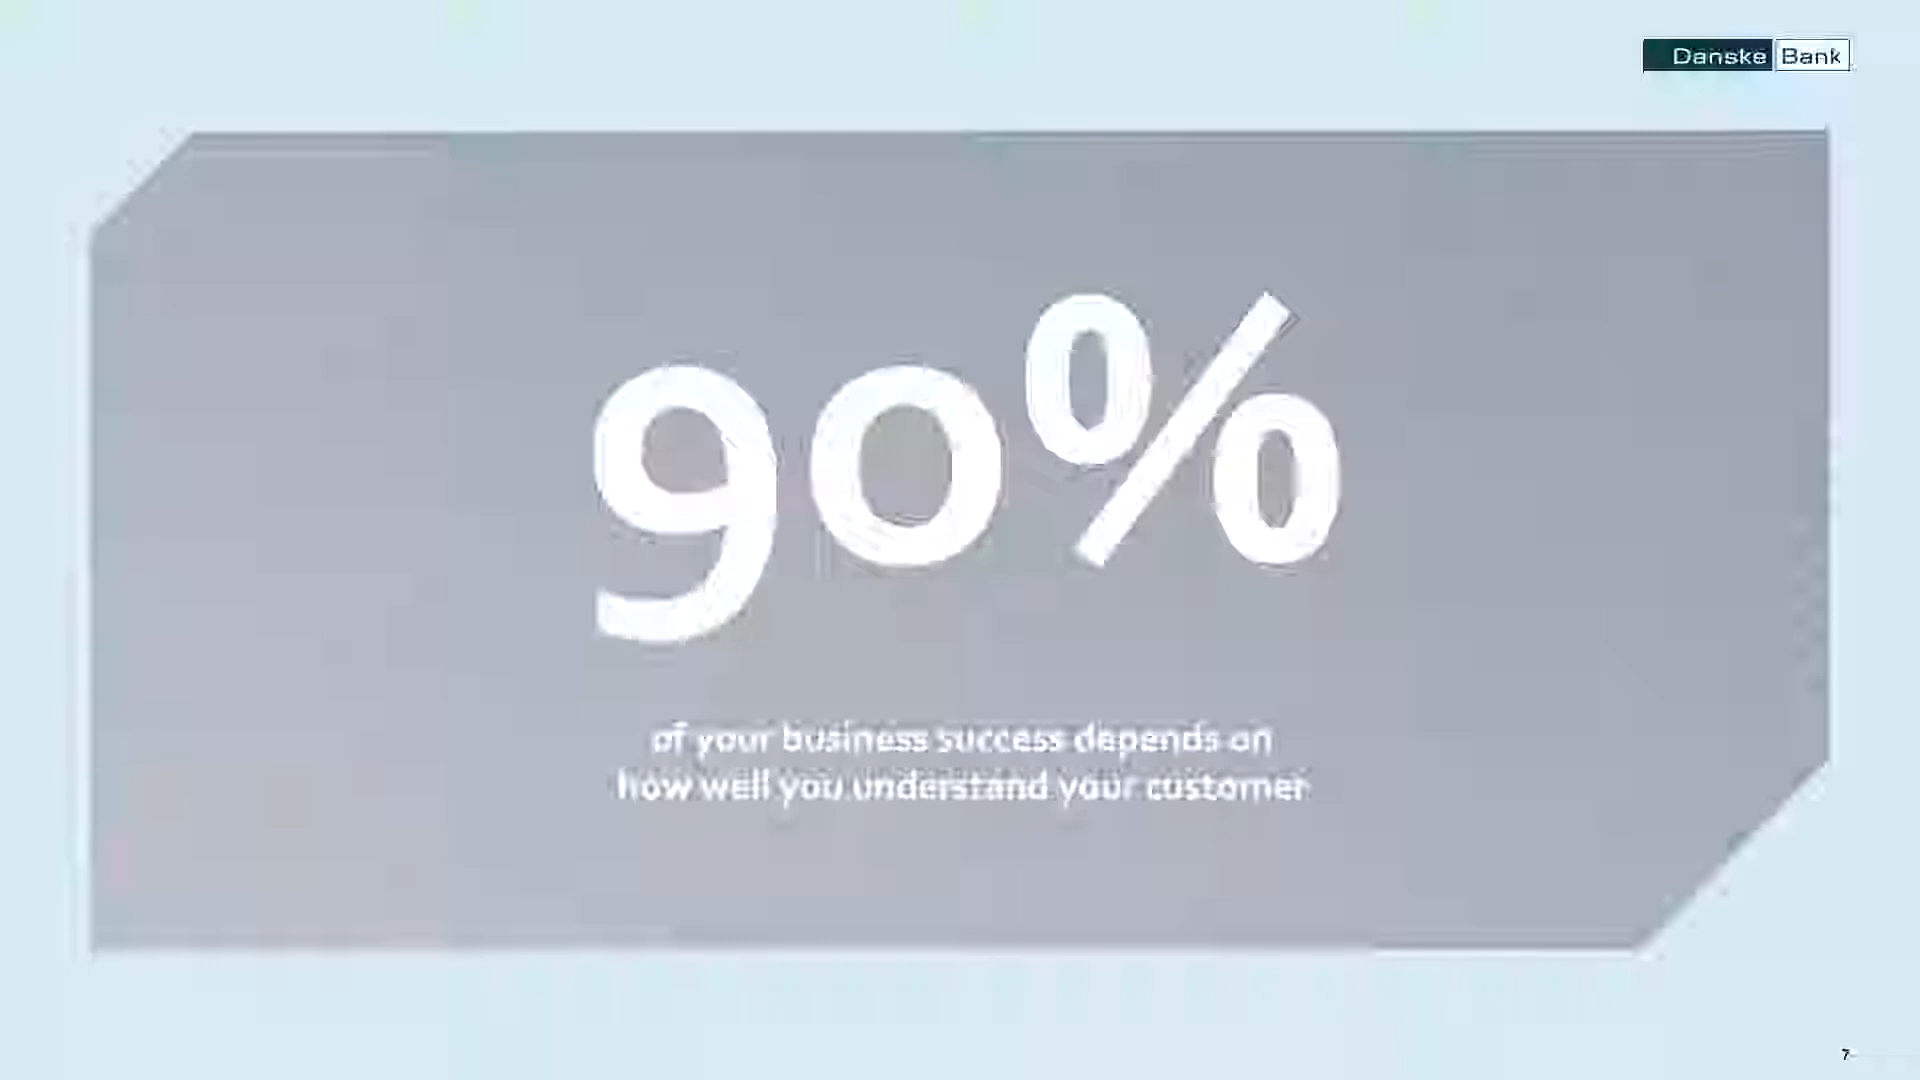 Danske Bank
90%
of your business success depends on
how well you understand your customer
7